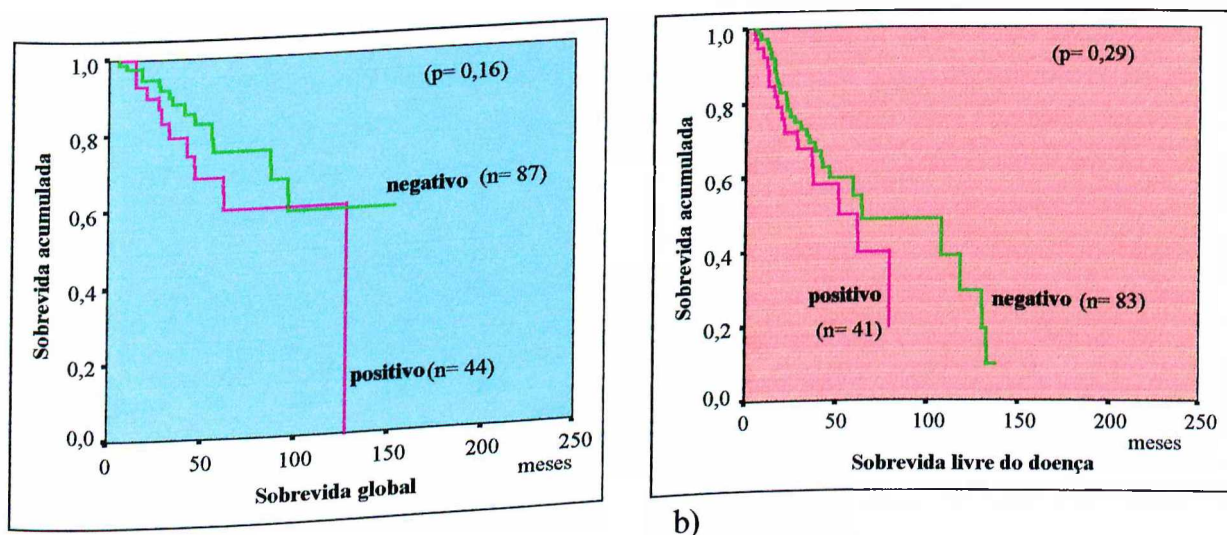 (p= 0,16)
1,0
0,8
0,6
0,4
0,2
0,0
Sobrevida acumulada
negativo (n= 87)
positivo (n= 44)
0
50
100
150
200
250
meses
Sobrevida global
(p= 0,29)
1,0
0,8
0,6
0,4
0,2
0,0
Sobrevida acumulada
positivo
(n= 41)
negativo (n= 83)
0
50
100
150
200
250
meses
Sobrevida livre do doença
b)